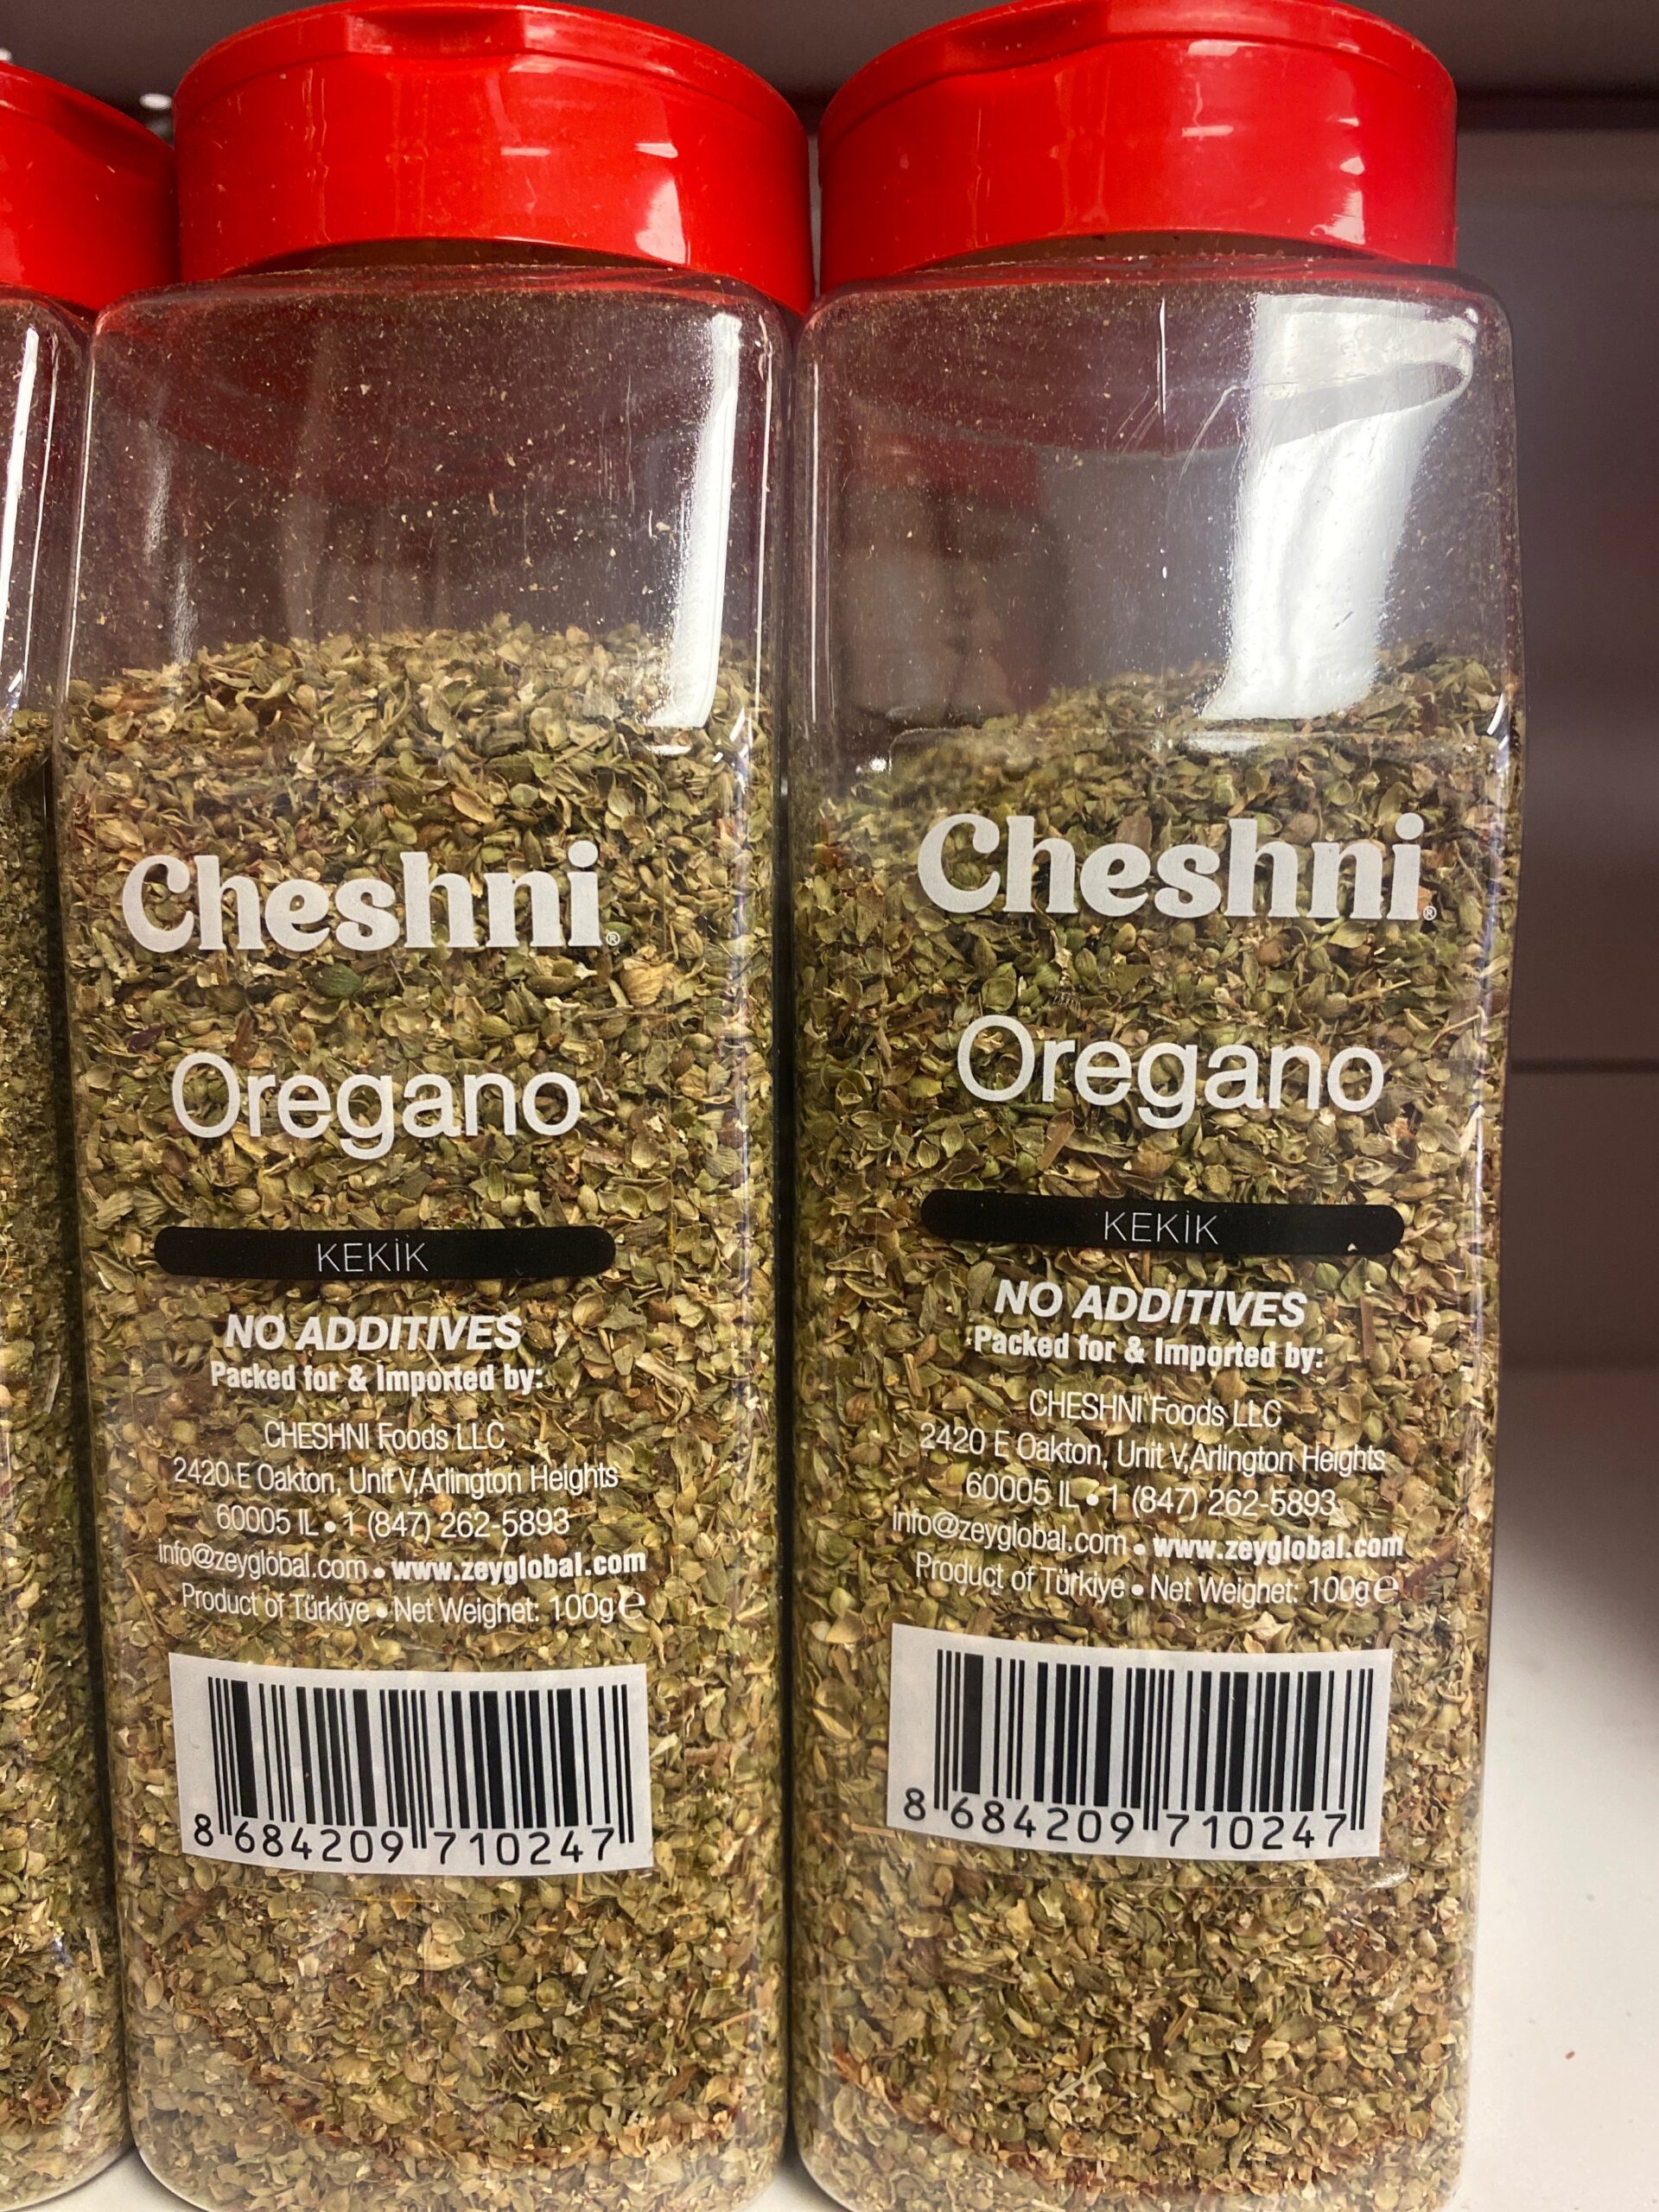 Cheshni®
Oregano
KEKİK
NO ADDITIVES
Packed for & Imported by:
CHESHNI Foods LLC
2420 E Oakton, Unit V,Arlington Heights
60005 IL • 1 (847) 262-5893
info@zeyglobal.com • www.zeyglobal.com
Product of Türkiye • Net Weighet: 100g ℮
8 684209 710247
Cheshni®
Oregano
KEKİK
NO ADDITIVES
Packed for & Imported by:
CHESHNI Foods LLC
2420 E Oakton, Unit V,Arlington Heights
60005 IL • 1 (847) 262-5893
info@zeyglobal.com • www.zeyglobal.com
Product of Türkiye • Net Weighet: 100g ℮
8 684209 710247